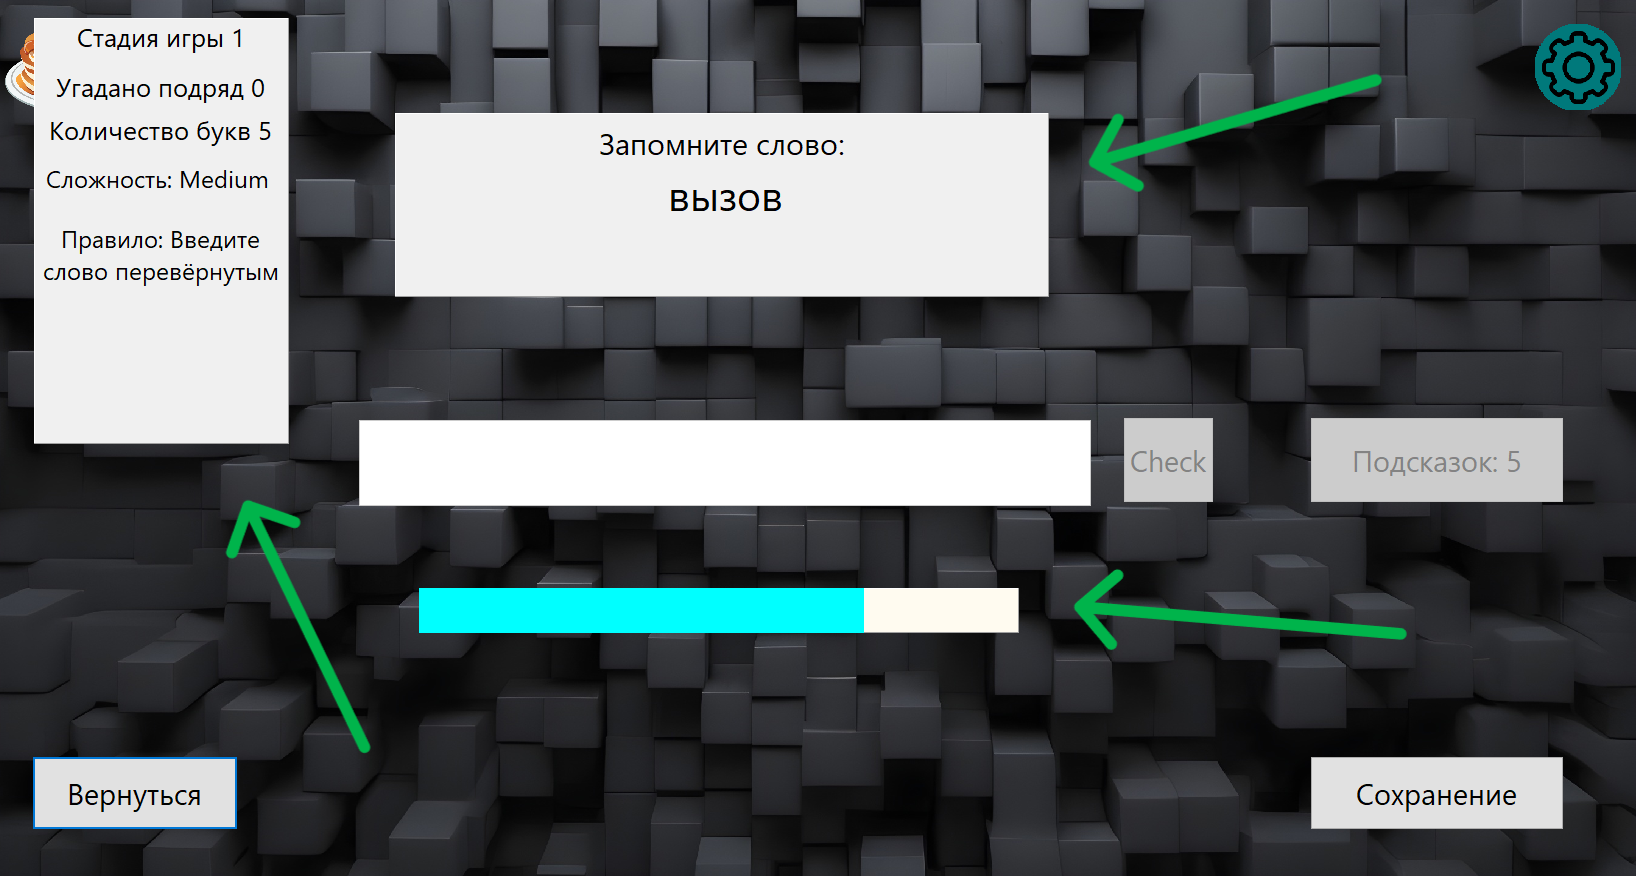 Стадия игры 1
Угадано подряд 0
Количество букв 5
Сложность: Medium
Правило: Введите
слово перевёрнутым
Запомните слово:
вызов
Check
Подсказок: 5
Вернуться
Сохранение